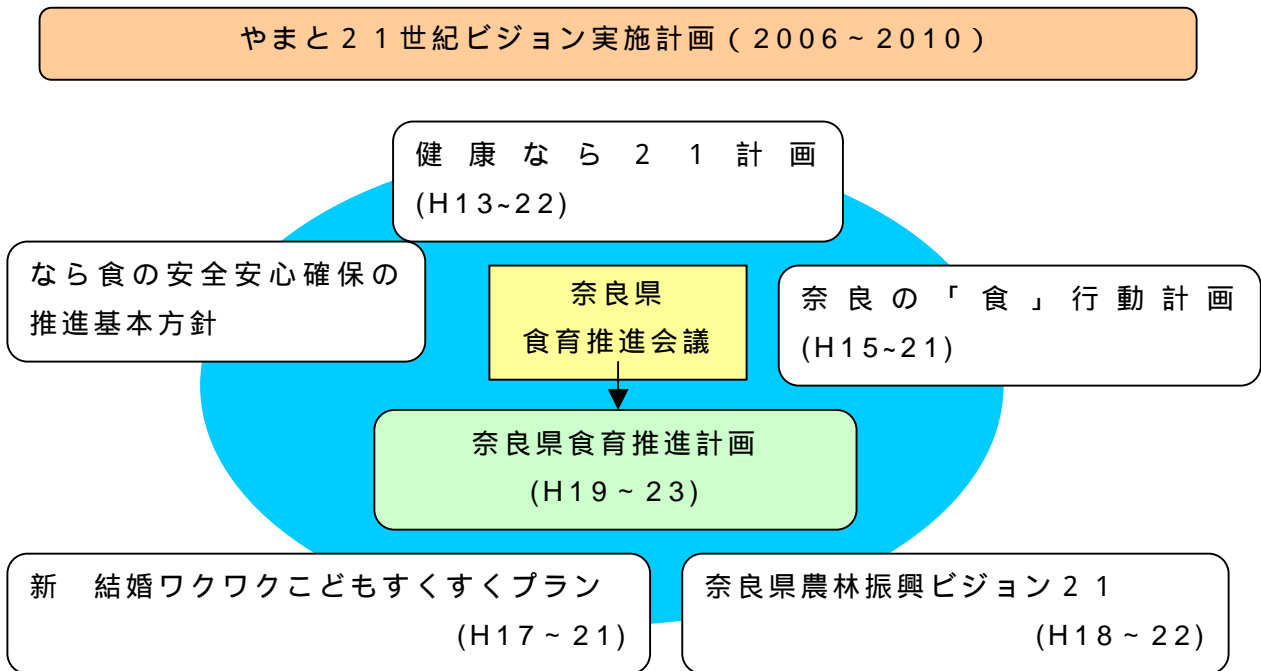 やまと２１世紀ビジョン実施計画（２００６～２０１０）
健康なら２１計画
(H13~22)
なら食の安全安心確保の
推進基本方針
奈良県
食育推進会議
奈良の「食」行動計画
(H15~21)
奈良県食育推進計画
(H19～23)
新　結婚ワクワクこどもすくすくプラン
(H17～21)
奈良県農林振興ビジョン２１
(H18～22)